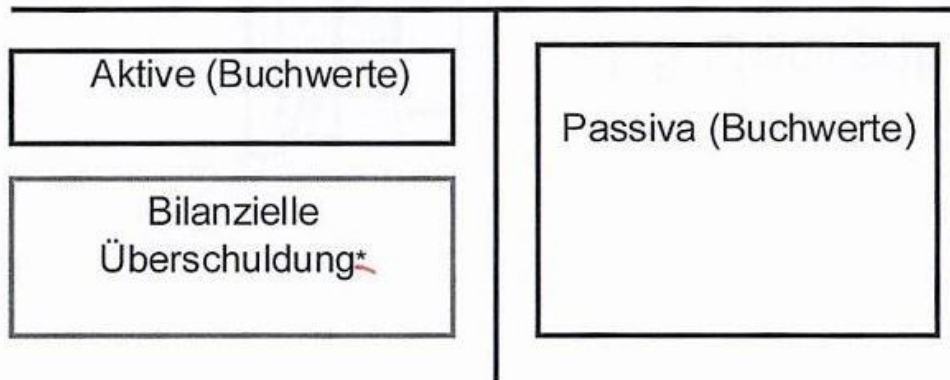 Aktive (Buchwerte)
Bilanzielle
Überschuldung*
Passiva (Buchwerte)